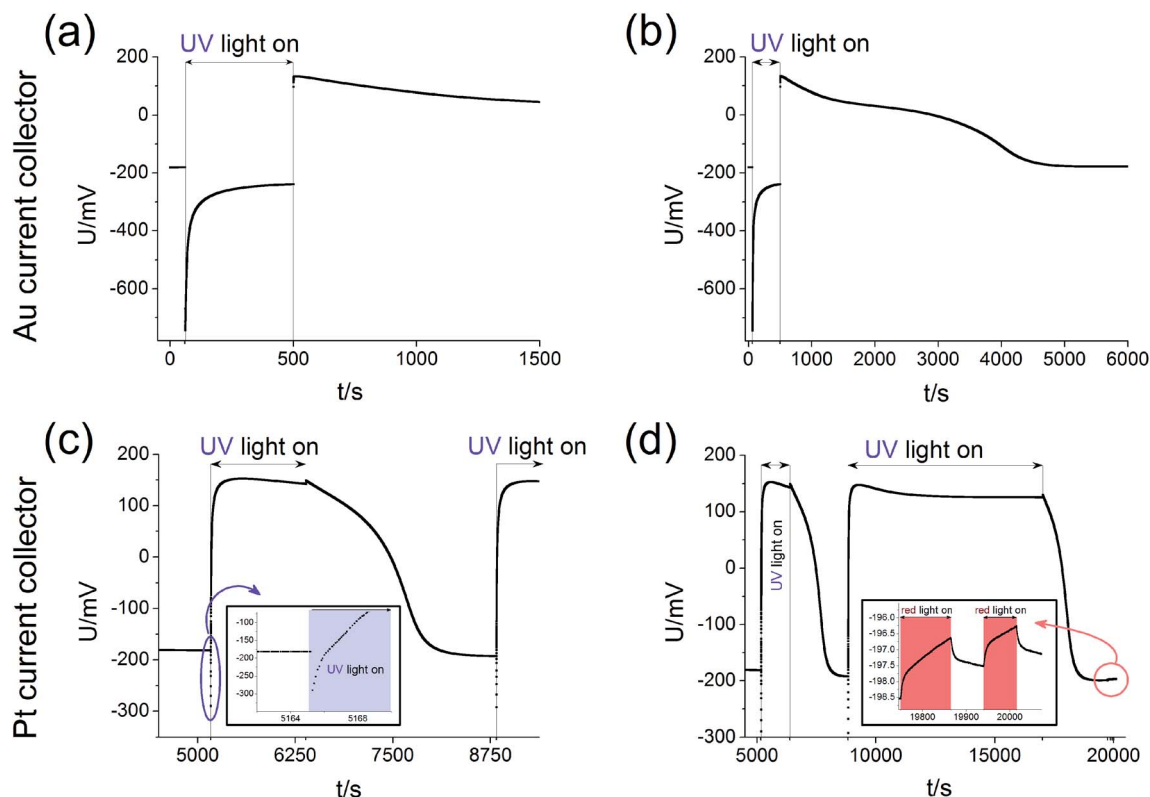 (a)
UV light on
Au current collector
U/mV
200
0
-200
-400
-600
0
500
1000
1500
t/s
(b)
UV light on
U/mV
200
0
-200
-400
-600
0
1000
2000
3000
4000
5000
6000
t/s
(c)
UV light on
UV light on
Pt current collector
U/mV
200
100
0
-100
-200
-300
-100
-150
-200
-250
-300
UV
light on
5164
5168
5000
6250
7500
8750
t/s
(d)
UV light on
UV light on
U/mV
200
100
0
-100
-200
-300
red light on
red light on
-196.0
-196.5
-197.0
-197.5
-198.0
-198.5
19800
19900
20000
5000
10000
15000
20000
t/s